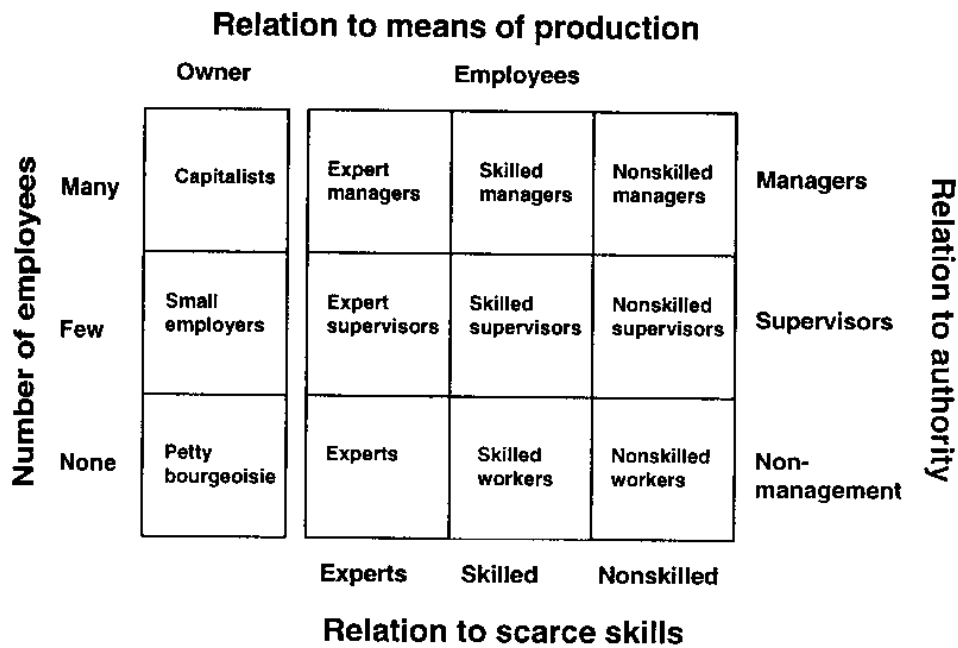 Relation to means of production
Owner
Employees
Number of employees
Many
Capitalists
Expert
managers
Skilled
managers
Nonskilled
managers
Managers
Few
Small
employers
Expert
supervisors
Skilled
supervisors
Nonskilled
supervisors
Supervisors
None
Petty
bourgeoisie
Experts
Skilled
workers
Nonskilled
workers
Non-
management
Relation to authority
Experts
Skilled
Nonskilled
Relation to scarce skills